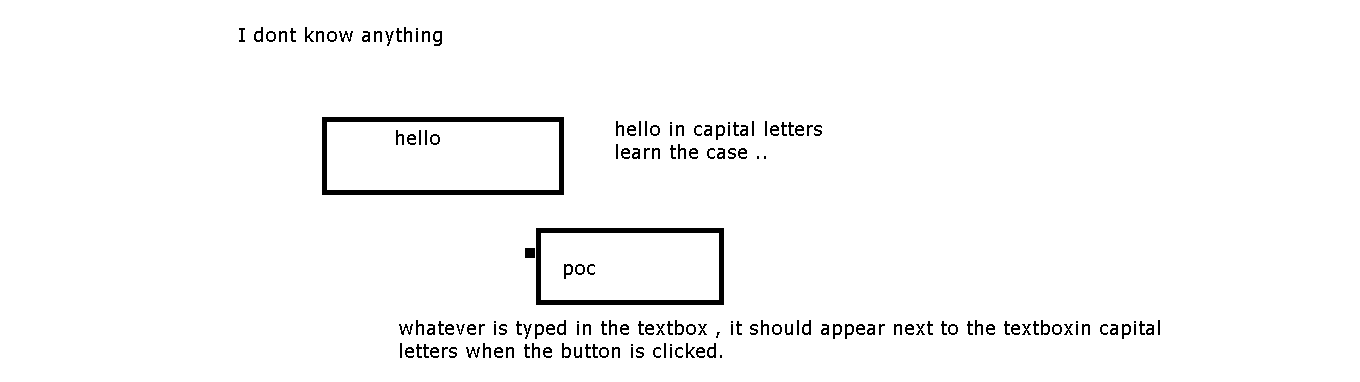 I dont know anything
hello
hello in capital letters
learn the case ..
poc
whatever is typed in the textbox , it should appear next to the textboxin capital
letters when the button is clicked.